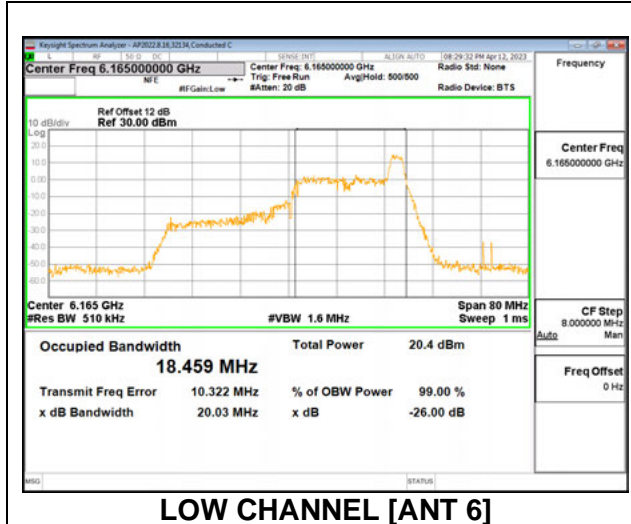 Keysight Spectrum Analyzer - AP2022.8.16,32134,Conducted C
L RF 50 Ω DC SENSE:INT ALIGN AUTO 08:29:32 PM Apr 12, 2023
Center Freq 6.165000000 GHz
NFE
#IFGain:Low
Center Freq: 6.165000000 GHz
Trig: Free Run Avg|Hold: 500/500
#Atten: 20 dB
Radio Std: None
Radio Device: BTS
Frequency
Ref Offset 12 dB
10 dB/div Ref 30.00 dBm
Log
20.0
10.0
0.00
-10.0
-20.0
-30.0
-40.0
-50.0
-60.0
Center 6.165 GHz Span 80 MHz
#Res BW 510 kHz #VBW 1.6 MHz Sweep 1 ms
Occupied Bandwidth Total Power 20.4 dBm
18.459 MHz
Transmit Freq Error 10.322 MHz % of OBW Power 99.00 %
x dB Bandwidth 20.03 MHz x dB -26.00 dB
Center Freq
6.165000000 GHz
CF Step
8.000000 MHz
Auto Man
Freq Offset
0 Hz
MSG STATUS
LOW CHANNEL [ANT 6]